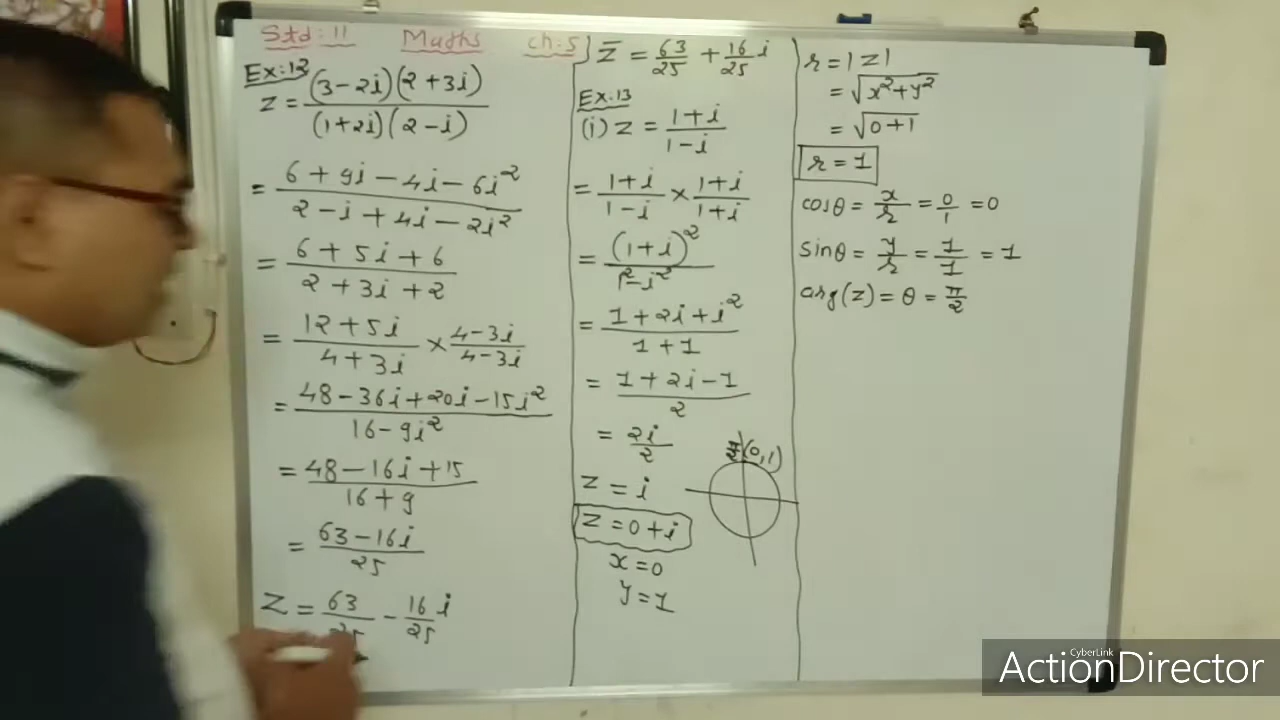 Std: 11 Maths ch: 5
Ex: 12
z = (3-2i)(2+3i) / (1+2i)(2-i)
= 6+9i-4i-6i² / 2-i+4i-2i²
= 6+5i+6 / 2+3i+2
= 12+5i / 4+3i × 4-3i / 4-3i
= 48-36i+20i-15i² / 16-9i²
= 48-16i+15 / 16+9
= 63-16i / 25
Z = 63/25 - 16/25 i
z̄ = 63/25 + 16/25 i
Ex: 13
(i) z = 1+i / 1-i
= 1+i / 1-i × 1+i / 1+i
= (1+i)² / 1²-i²
= 1+2i+i² / 1+1
= 1+2i-1 / 2
= 2i / 2
z = i
z = 0+i
x = 0
y = 1
(0,1)
r = |z|
= √x²+y²
= √0+1
r = 1
cosθ = x/r = 0/1 = 0
sinθ = y/r = 1/1 = 1
arg(z) = θ = π/2
CyberLink
ActionDirector